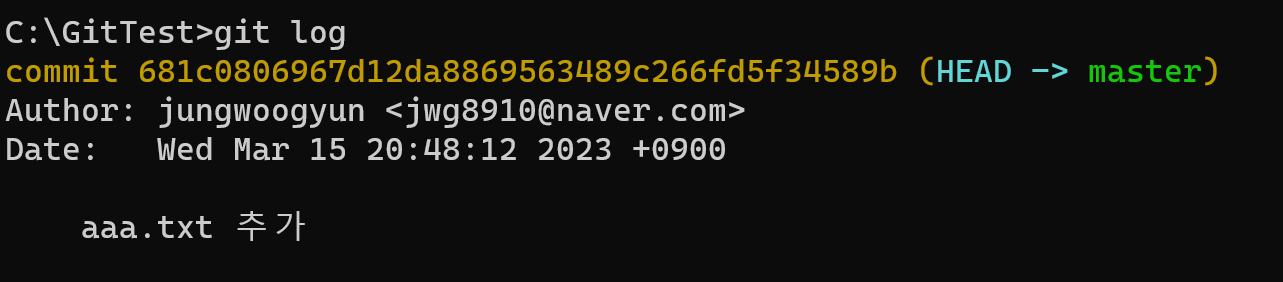 C:\GitTest>git log
commit 681c0806967d12da8869563489c266fd5f34589b (HEAD -> master)
Author: jungwoogyun <jwg8910@naver.com>
Date:   Wed Mar 15 20:48:12 2023 +0900
    aaa.txt 추가